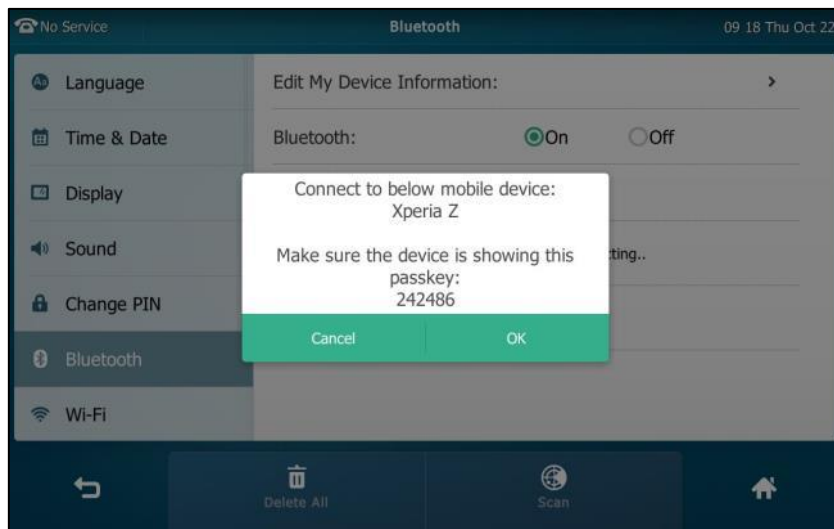 No Service
Bluetooth
09 18 Thu Oct 22
Language
Edit My Device Information:
Time & Date
Bluetooth:
On
Off
Display
Connect to below mobile device:
Xperia Z
Sound
Make sure the device is showing this
passkey:
242486
cting..
Change PIN
Cancel
OK
Bluetooth
Wi-Fi
Delete All
Scan